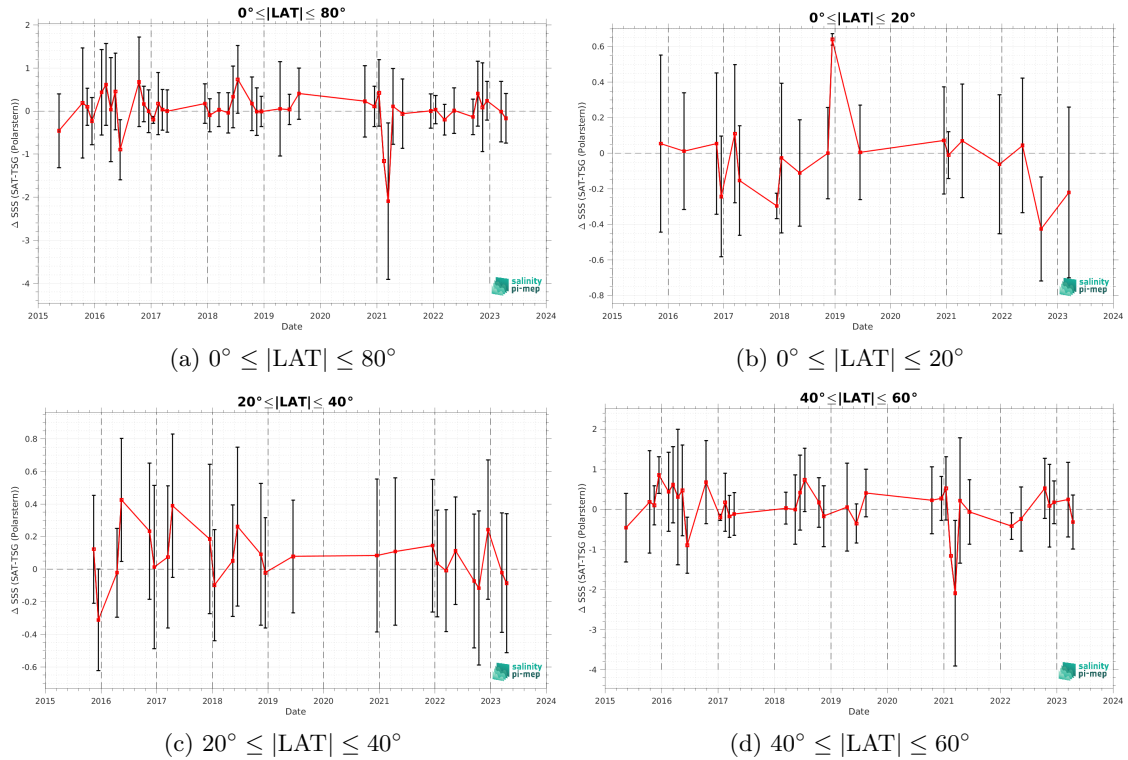 0°≤|LAT|≤ 80°
Δ SSS (SAT-TSG (Polarstern))
2
1
0
-1
-2
-3
-4
2015 2016 2017 2018 2019 2020 2021 2022 2023 2024
Date
salinity
pi-mep
(a) 0° ≤ |LAT| ≤ 80°
0°≤|LAT|≤ 20°
Δ SSS (SAT-TSG (Polarstern))
0.6
0.4
0.2
0
-0.2
-0.4
-0.6
-0.8
2015 2016 2017 2018 2019 2020 2021 2022 2023 2024
Date
salinity
pi-mep
(b) 0° ≤ |LAT| ≤ 20°
20°≤|LAT|≤ 40°
Δ SSS (SAT-TSG (Polarstern))
0.8
0.6
0.4
0.2
0
-0.2
-0.4
-0.6
2015 2016 2017 2018 2019 2020 2021 2022 2023 2024
Date
salinity
pi-mep
(c) 20° ≤ |LAT| ≤ 40°
40°≤|LAT|≤ 60°
Δ SSS (SAT-TSG (Polarstern))
2
1
0
-1
-2
-3
-4
2015 2016 2017 2018 2019 2020 2021 2022 2023 2024
Date
salinity
pi-mep
(d) 40° ≤ |LAT| ≤ 60°